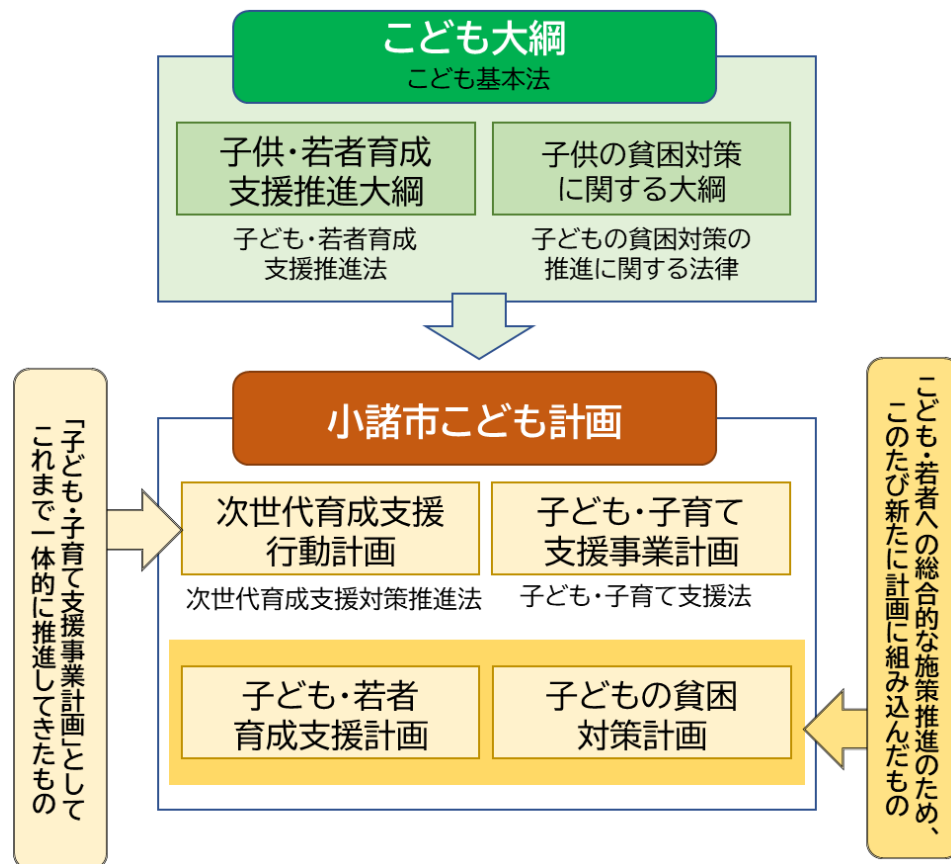 こども大綱
こども基本法
子供・若者育成
支援推進大綱
子供の貧困対策
に関する大綱
子ども・若者育成
支援推進法
子どもの貧困対策の
推進に関する法律
小諸市こども計画
「子ども・子育て支援事業計画」として
これまで一体的に推進してきたもの
次世代育成支援
行動計画
子ども・子育て
支援事業計画
次世代育成支援対策推進法
子ども・子育て支援法
子ども・若者
育成支援計画
子どもの貧困
対策計画
こども・若者への総合的な施策推進のため、
このたび新たに計画に組み込んだもの